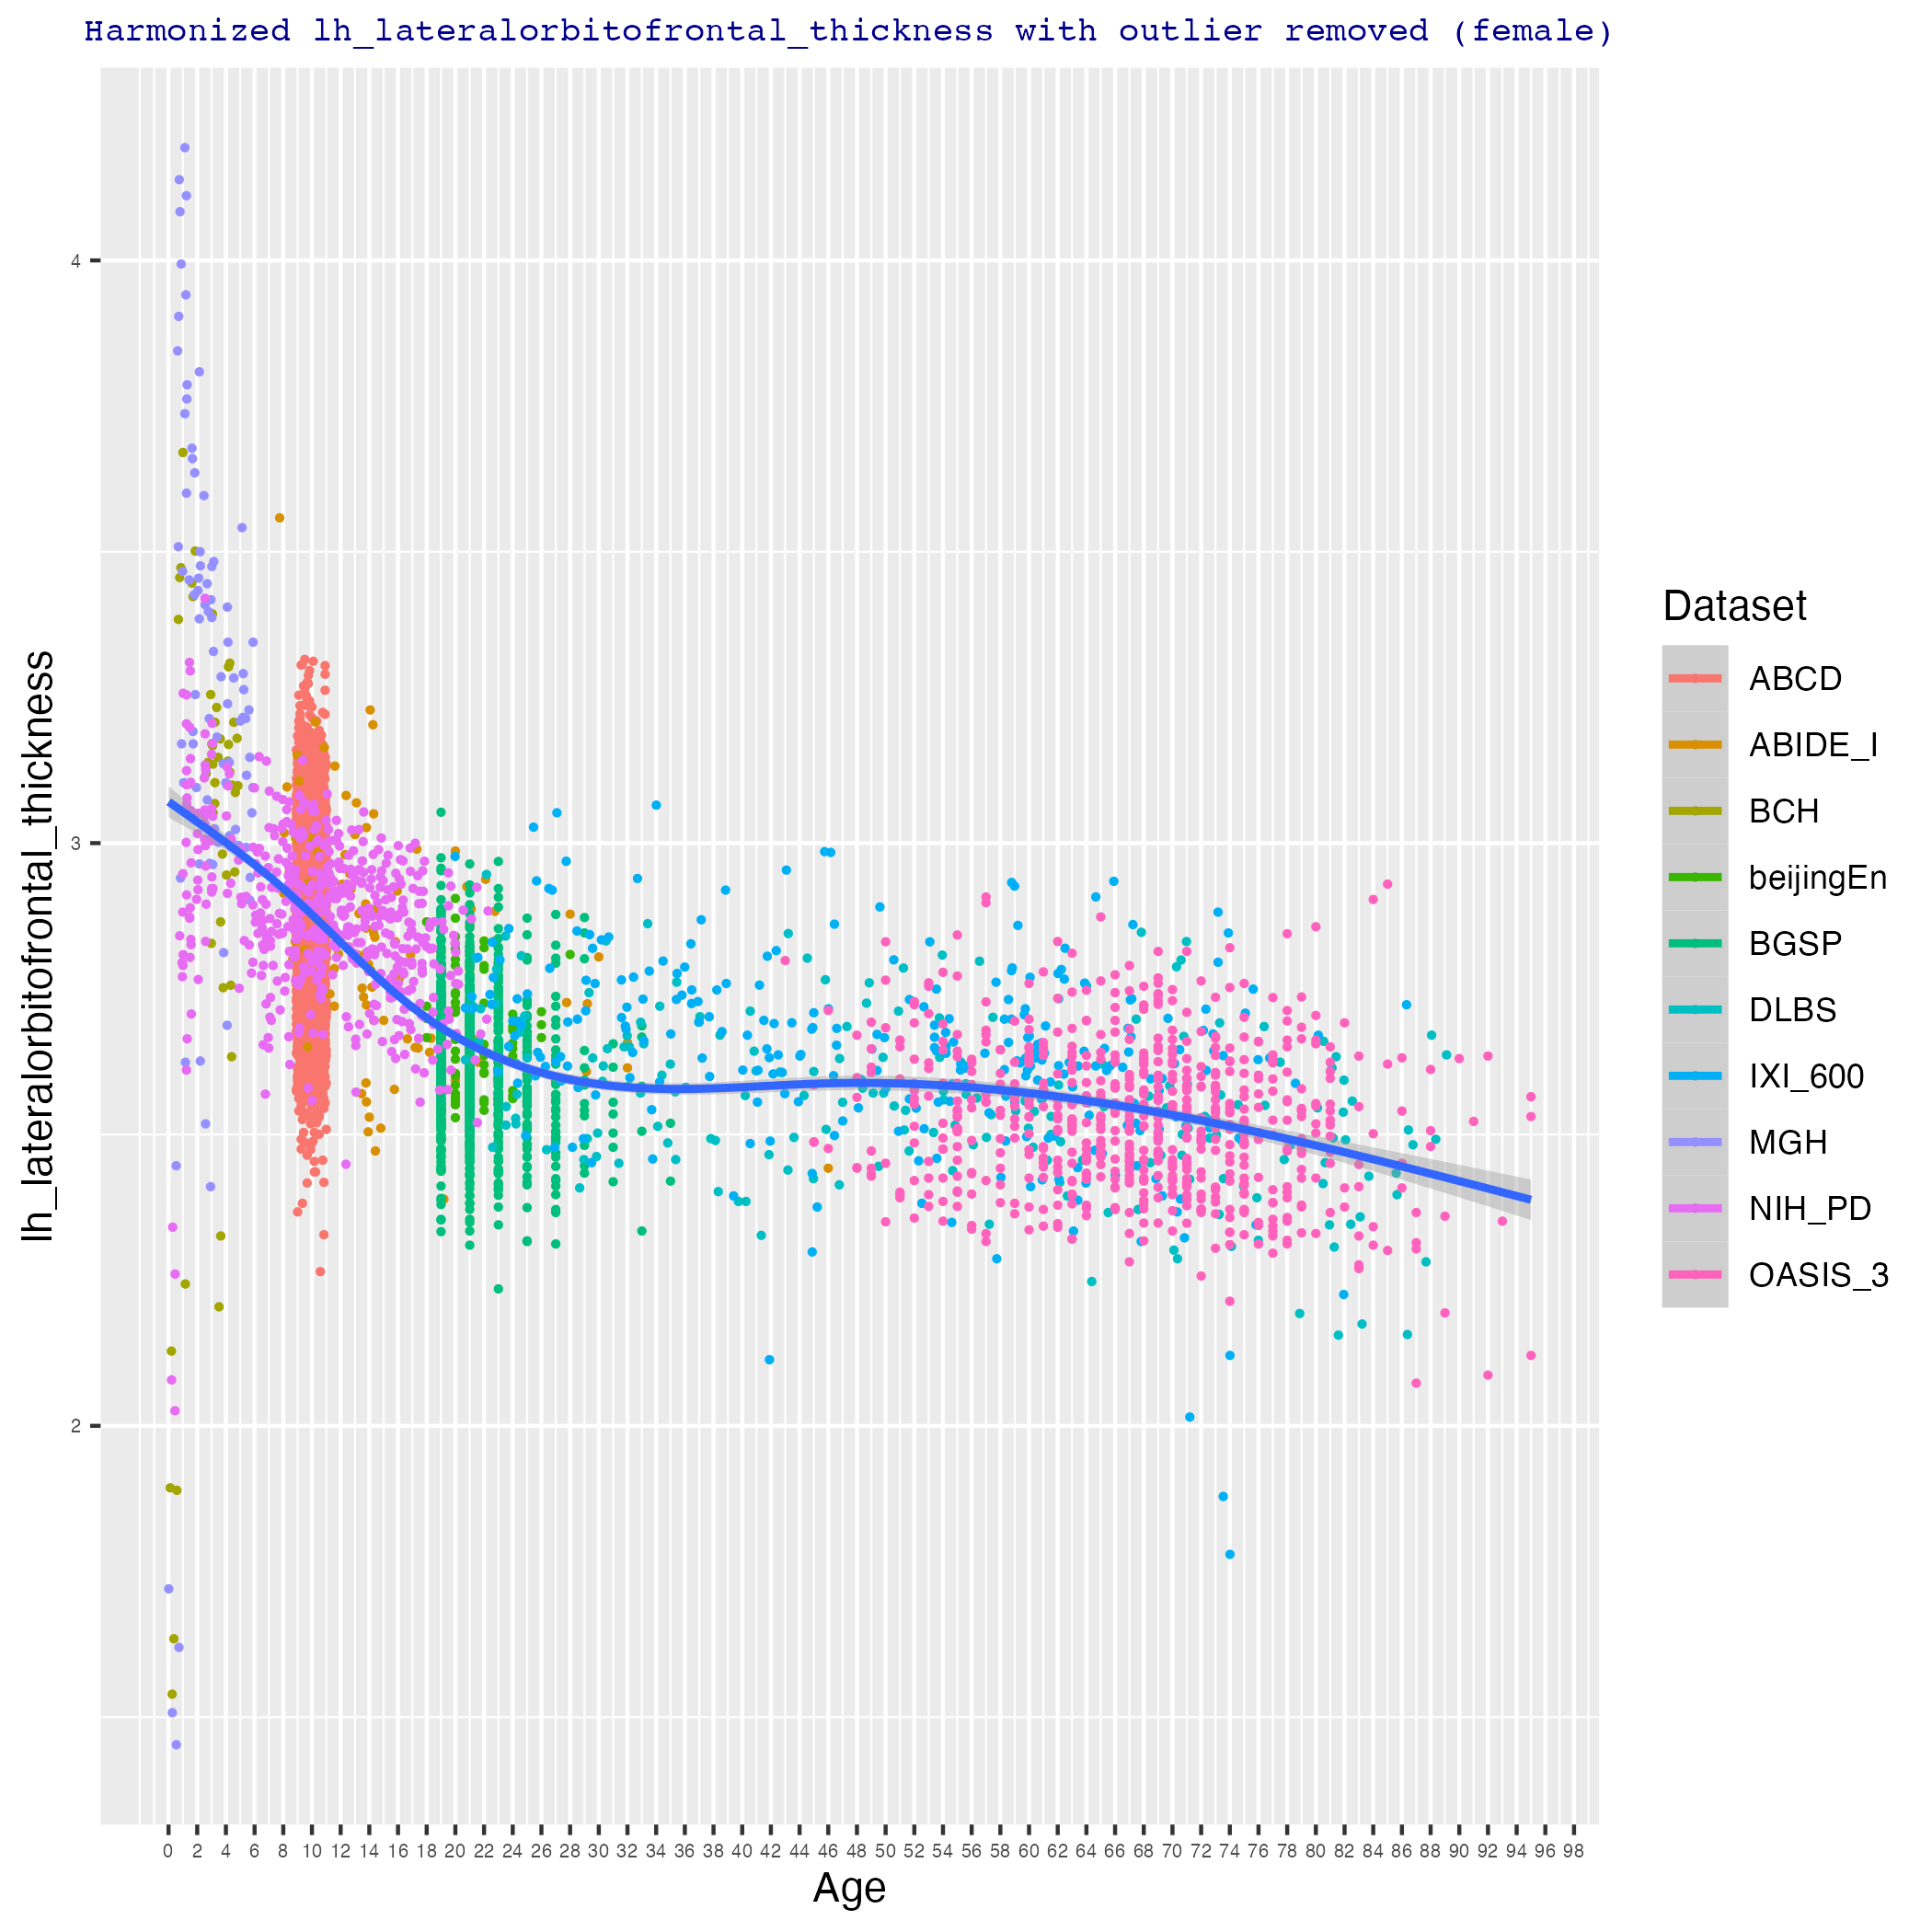 Harmonized lh_lateralorbitofrontal_thickness with outlier removed (female)
4
3
2
lh_lateralorbitofrontal_thickness
0 2 4 6 8 10 12 14 16 18 20 22 24 26 28 30 32 34 36 38 40 42 44 46 48 50 52 54 56 58 60 62 64 66 68 70 72 74 76 78 80 82 84 86 88 90 92 94 96 98
Age
Dataset
ABCD
ABIDE_I
BCH
beijingEn
BGSP
DLBS
IXI_600
MGH
NIH_PD
OASIS_3